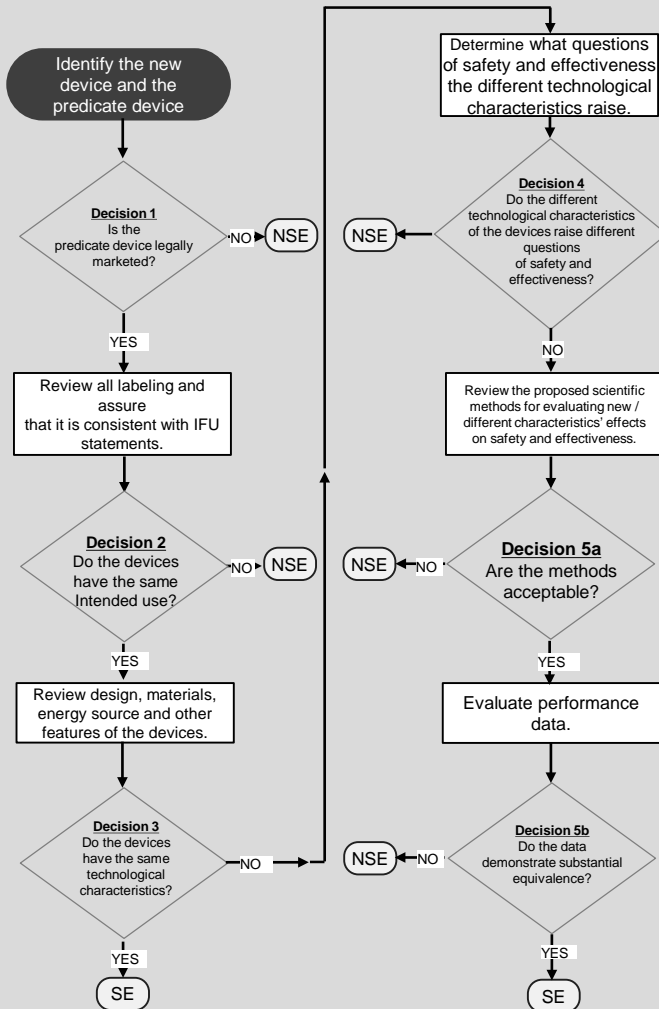 Identify the new
device and the
predicate device
Decision 1
Is the
predicate device legally
marketed?
NO
NSE
YES
Review all labeling and
assure
that it is consistent with IFU
statements.
Decision 2
Do the devices
have the same
Intended use?
NO
NSE
YES
Review design, materials,
energy source and other
features of the devices.
Decision 3
Do the devices
have the same
technological
characteristics?
NO
YES
SE
Determine what questions
of safety and effectiveness
the different technological
characteristics raise.
Decision 4
Do the different
technological characteristics
of the devices raise different
questions
of safety and
effectiveness?
NSE
NO
Review the proposed scientific
methods for evaluating new /
different characteristics' effects
on safety and effectiveness.
Decision 5a
Are the methods
acceptable?
NO
NSE
YES
Evaluate performance
data.
Decision 5b
Do the data
demonstrate substantial
equivalence?
NO
NSE
YES
SE